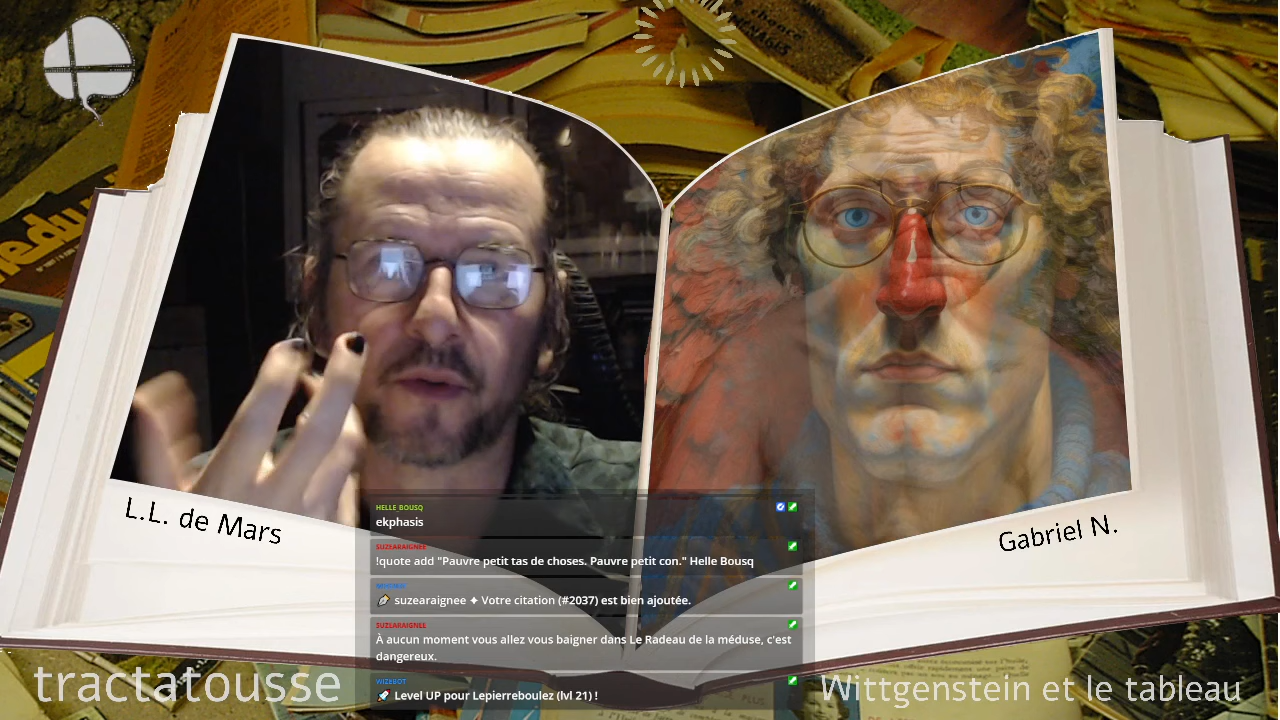 L.L. de Mars
Gabriel N.
HELLE_BOUSQ
ekphasis
SUZEARAIGNEE
!quote add "Pauvre petit tas de choses. Pauvre petit con." Helle Bousq
suzearaignee ✦ Votre citation (#2037) est bien ajoutée.
SUZEARAIGNEE
À aucun moment vous allez vous baigner dans Le Radeau de la méduse, c'est
dangereux.
WIZEBOT
Level UP pour Lepierreboulez (lvl 21) !
tractatousse
Wittgenstein et le tableau